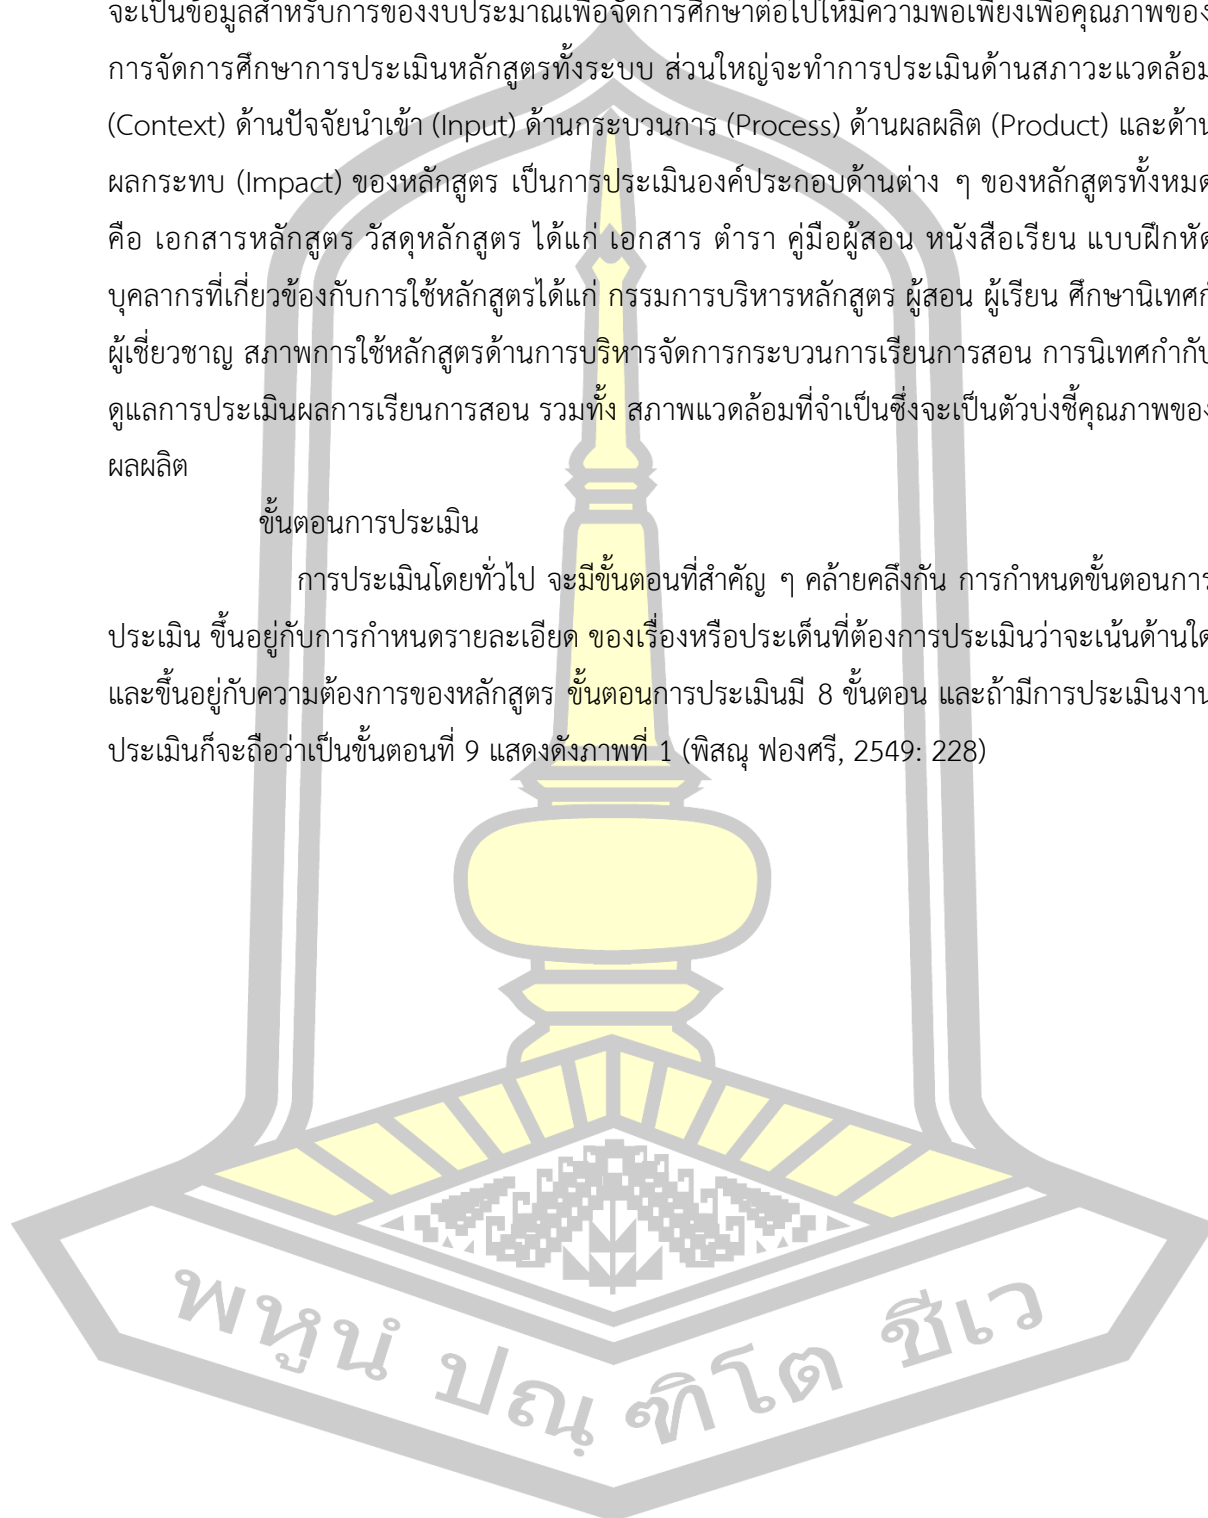 จะเป็นข้อมูลสำหรับการของงบประมาณเพื่อจัดการศึกษาต่อไปให้มีความพอเพียงเพื่อคุณภาพของ
การจัดการศึกษาการประเมินหลักสูตรทั้งระบบ ส่วนใหญ่จะทำการประเมินด้านสภาวะแวดล้อม
(Context) ด้านปัจจัยนำเข้า (Input) ด้านกระบวนการ (Process) ด้านผลผลิต (Product) และด้าน
ผลกระทบ (Impact) ของหลักสูตร เป็นการประเมินองค์ประกอบด้านต่าง ๆ ของหลักสูตรทั้งหมด
คือ เอกสารหลักสูตร วัสดุหลักสูตร ได้แก่ เอกสาร ตำรา คู่มือผู้สอน หนังสือเรียน แบบฝึกหัด
บุคลากรที่เกี่ยวข้องกับการใช้หลักสูตรได้แก่ กรรมการบริหารหลักสูตร ผู้สอน ผู้เรียน ศึกษานิเทศก์
ผู้เชี่ยวชาญ สภาพการใช้หลักสูตรด้านการบริหารจัดการกระบวนการเรียนการสอน การนิเทศกำกับ
ดูแลการประเมินผลการเรียนการสอน รวมทั้ง สภาพแวดล้อมที่จำเป็นซึ่งจะเป็นตัวบ่งชี้คุณภาพของ
ผลผลิต
ขั้นตอนการประเมิน
การประเมินโดยทั่วไป จะมีขั้นตอนที่สำคัญ ๆ คล้ายคลึงกัน การกำหนดขั้นตอนการ
ประเมิน ขึ้นอยู่กับการกำหนดรายละเอียด ของเรื่องหรือประเด็นที่ต้องการประเมินว่าจะเน้นด้านใด
และขึ้นอยู่กับความต้องการของหลักสูตร ขั้นตอนการประเมินมี 8 ขั้นตอน และถ้ามีการประเมินงาน
ประเมินก็จะถือว่าเป็นขั้นตอนที่ 9 แสดงดังภาพที่ 1 (พิสณุ ฟองศรี, 2549: 228)
พหูนํ ปณฺฑิโต ชีเว